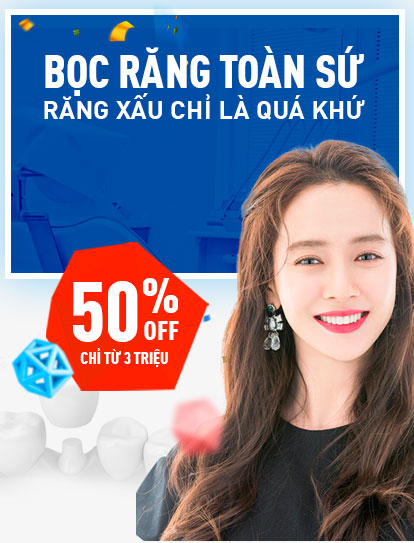 BỌC RĂNG TOÀN SỨ
RĂNG XẤU CHỈ LÀ QUÁ KHỨ
50% OFF
CHỈ TỪ 3 TRIỆU